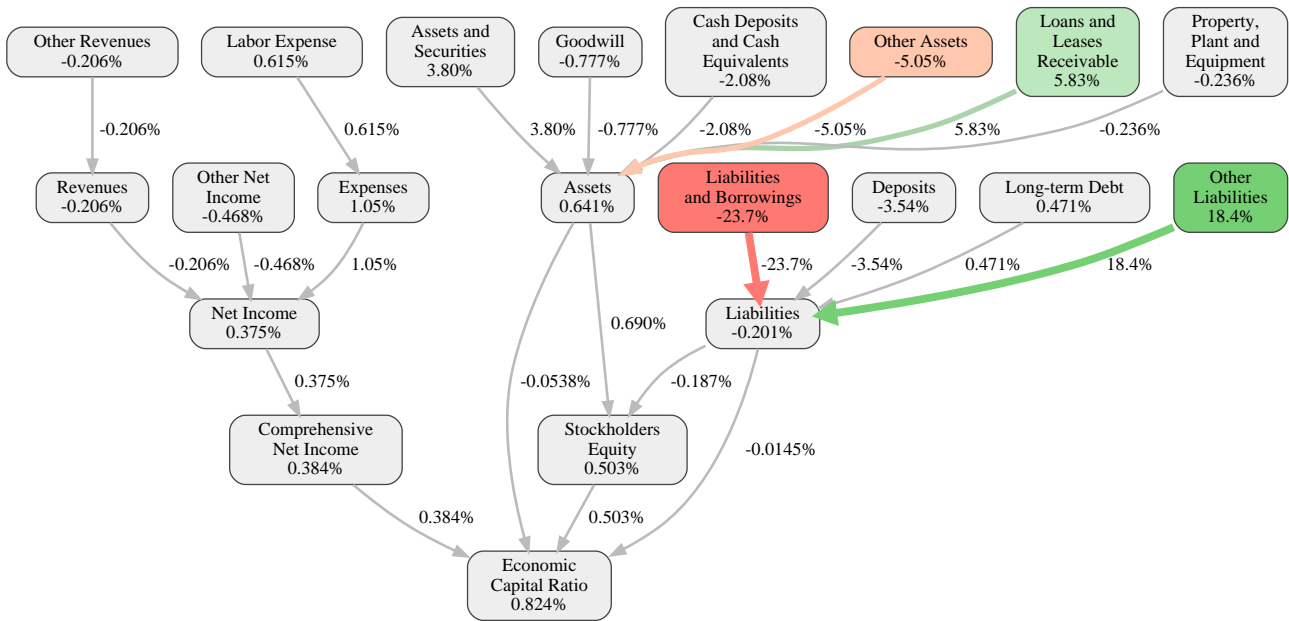 Other Revenues
-0.206%
Labor Expense
0.615%
Assets and
Securities
3.80%
Goodwill
-0.777%
Cash Deposits
and Cash
Equivalents
-2.08%
Other Assets
-5.05%
Loans and
Leases
Receivable
5.83%
Property,
Plant and
Equipment
-0.236%
-0.206%
0.615%
3.80%
-0.777%
-2.08%
-5.05%
5.83%
-0.236%
Revenues
-0.206%
Other Net
Income
-0.468%
Expenses
1.05%
Assets
0.641%
Liabilities
and Borrowings
-23.7%
Deposits
-3.54%
Long-term Debt
0.471%
Other
Liabilities
18.4%
-0.206%
-0.468%
1.05%
-23.7%
-3.54%
0.471%
18.4%
Net Income
0.375%
0.690%
Liabilities
-0.201%
0.375%
-0.0538%
-0.187%
Comprehensive
Net Income
0.384%
Stockholders
Equity
0.503%
-0.0145%
0.384%
0.503%
Economic
Capital Ratio
0.824%